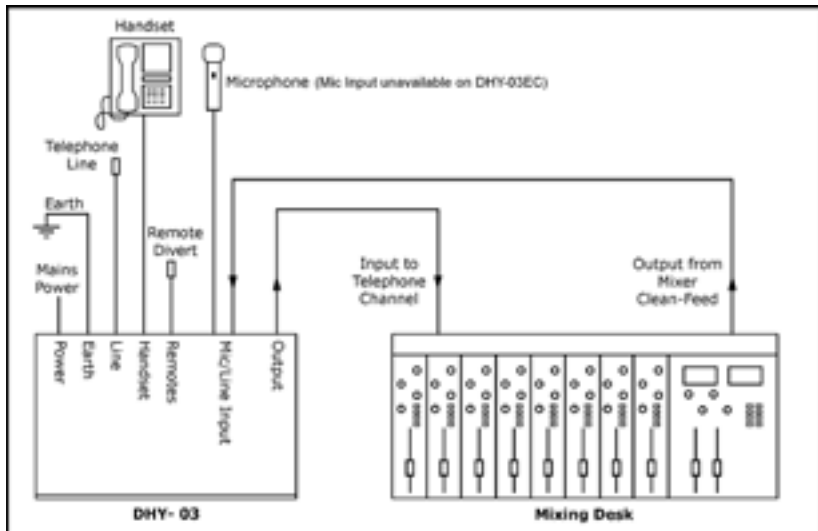 Handset
Microphone (Mic Input unavailable on DHY-03EC)
Telephone
Line
Earth
Remote
Divert
Mains
Power
Input to
Telephone
Channel
Output from
Mixer
Clean-Feed
Power
Earth
Line
Handset
Remotes
Mic/Line Input
Output
DHY- 03
Mixing Desk